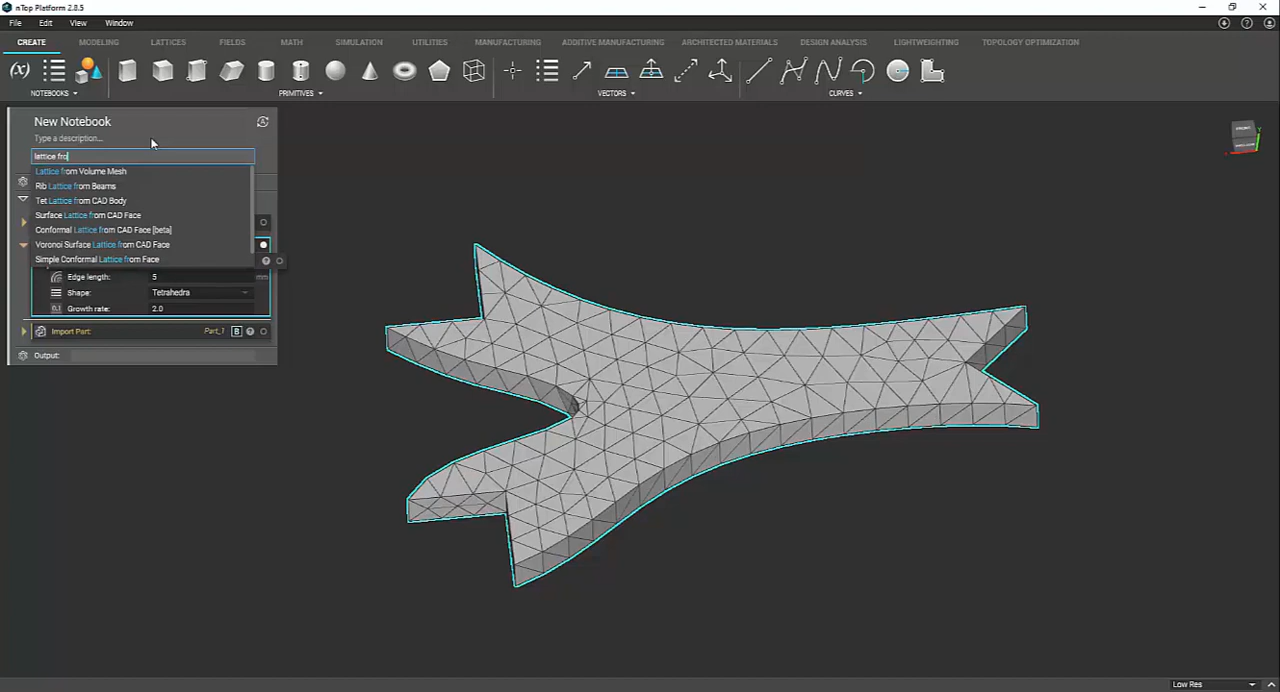 nTop Platform 2.8.5
File Edit View Window
CREATE MODELING LATTICES FIELDS MATH SIMULATION UTILITIES MANUFACTURING ADDITIVE MANUFACTURING ARCHITECTED MATERIALS DESIGN ANALYSIS LIGHTWEIGHTING TOPOLOGY OPTIMIZATION
(x)
NOTEBOOKS PRIMITIVES VECTORS CURVES
New Notebook
Type a description...
lattice fro
Lattice from Volume Mesh
Rib Lattice from Beams
Tet Lattice from CAD Body
Surface Lattice from CAD Face
Conformal Lattice from CAD Face [beta]
Voronoi Surface Lattice from CAD Face
Simple Conformal Lattice from Face
Edge length: 5 mm
Shape: Tetrahedra
0.1 Growth rate: 2.0
Import Part: Part_1 B
Output:
Low Res